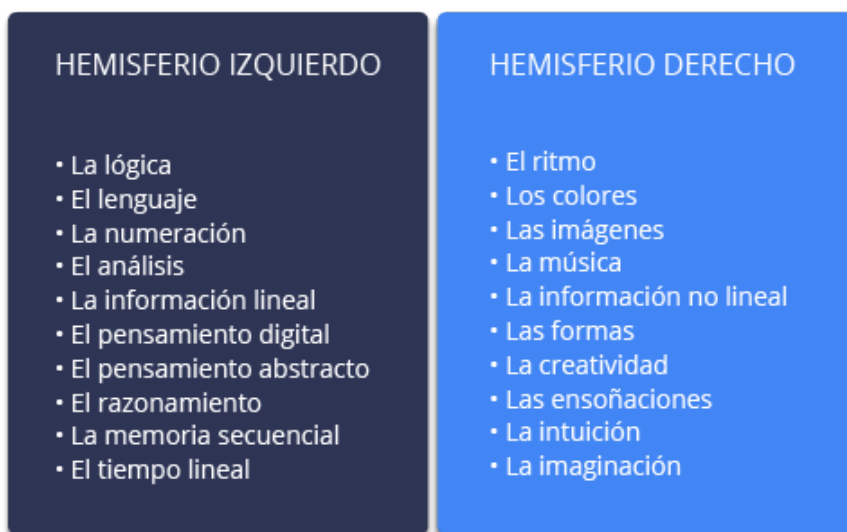 HEMISFERIO IZQUIERDO
• La lógica
• El lenguaje
• La numeración
• El análisis
• La información lineal
• El pensamiento digital
• El pensamiento abstracto
• El razonamiento
• La memoria secuencial
• El tiempo lineal
HEMISFERIO DERECHO
• El ritmo
• Los colores
• Las imágenes
• La música
• La información no lineal
• Las formas
• La creatividad
• Las ensoñaciones
• La intuición
• La imaginación